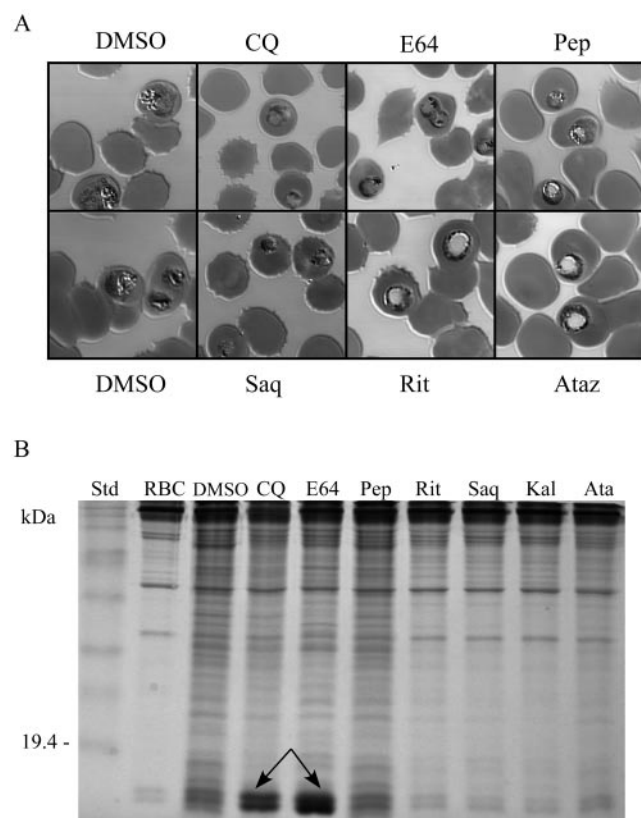 A
DMSO CQ E64 Pep
DMSO Saq Rit Ataz
B
Std RBC DMSO CQ E64 Pep Rit Saq Kal Ata
kDa
19.4 -